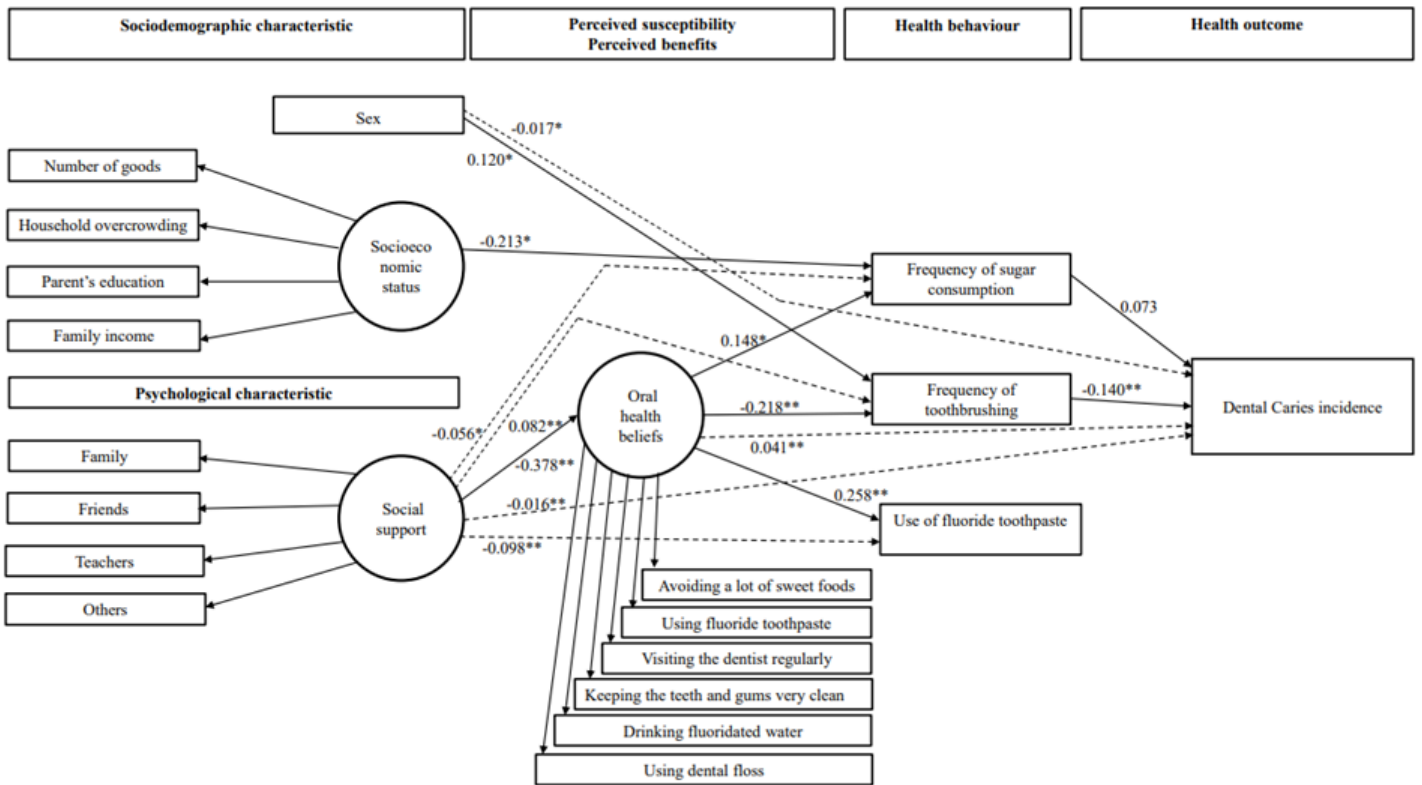 Sociodemographic characteristic
Perceived susceptibility
Perceived benefits
Health behaviour
Health outcome
Sex
-0.017*
0.120*
Number of goods
Household overcrowding
Parent's education
Family income
Socioeco
nomic
status
-0.213*
Frequency of sugar
consumption
0.073
0.148*
Psychological characteristic
Oral
health
beliefs
Frequency of
toothbrushing
-0.218**
-0.140**
Dental Caries incidence
0.041**
-0.056*
0.082**
-0.378**
Family
Friends
Teachers
Others
Social
support
-0.016**
-0.098**
0.258**
Use of fluoride toothpaste
Avoiding a lot of sweet foods
Using fluoride toothpaste
Visiting the dentist regularly
Keeping the teeth and gums very clean
Drinking fluoridated water
Using dental floss